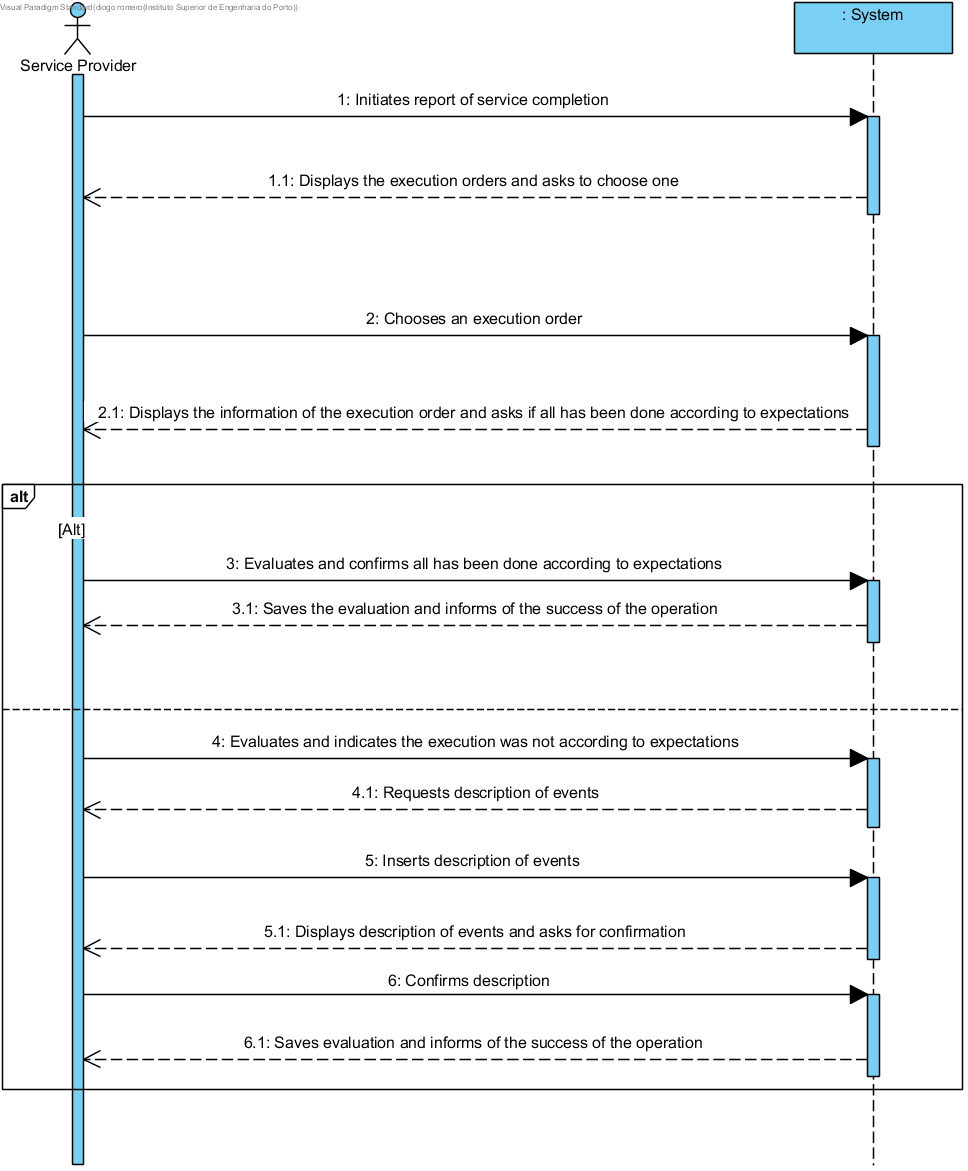 Visual Paradigm Standard(diogo romero(Instituto Superior de Engenharia do Porto))
: System
Service Provider
1: Initiates report of service completion
1.1: Displays the execution orders and asks to choose one
2: Chooses an execution order
2.1: Displays the information of the execution order and asks if all has been done according to expectations
alt
[Alt]
3: Evaluates and confirms all has been done according to expectations
3.1: Saves the evaluation and informs of the success of the operation
4: Evaluates and indicates the execution was not according to expectations
4.1: Requests description of events
5: Inserts description of events
5.1: Displays description of events and asks for confirmation
6: Confirms description
6.1: Saves evaluation and informs of the success of the operation